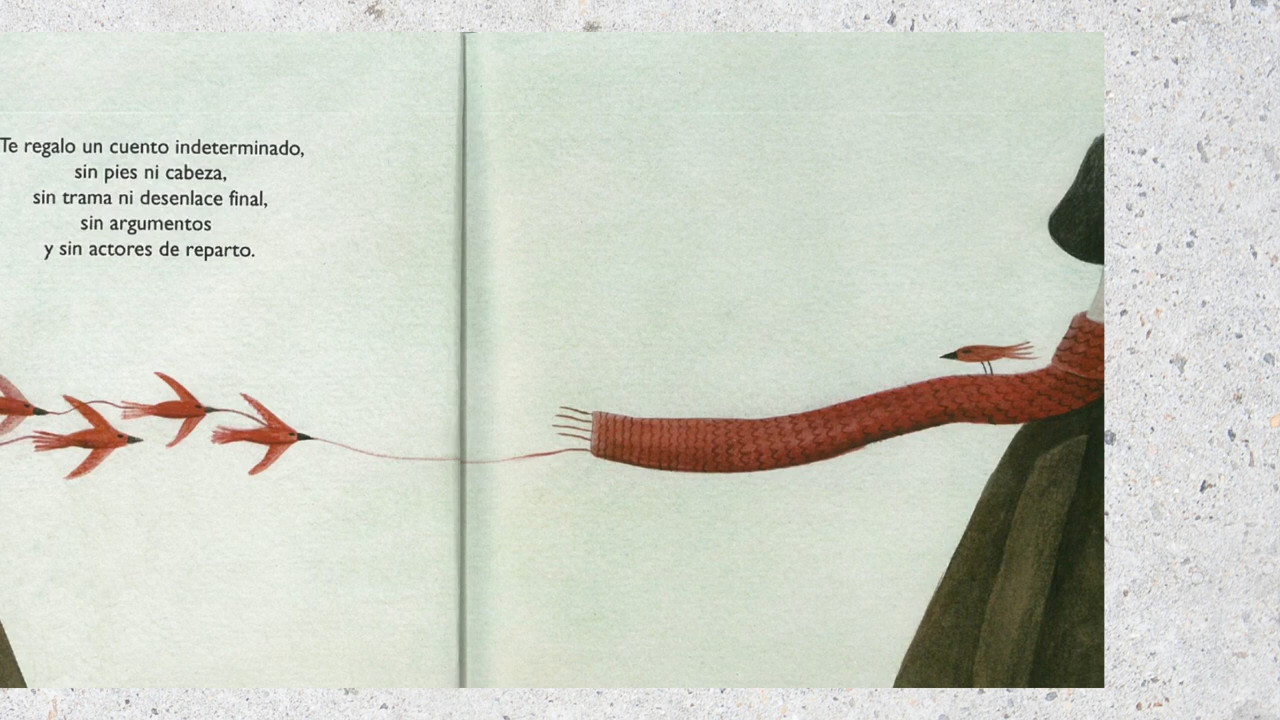 Te regalo un cuento indeterminado,
sin pies ni cabeza,
sin trama ni desenlace final,
sin argumentos
y sin actores de reparto.